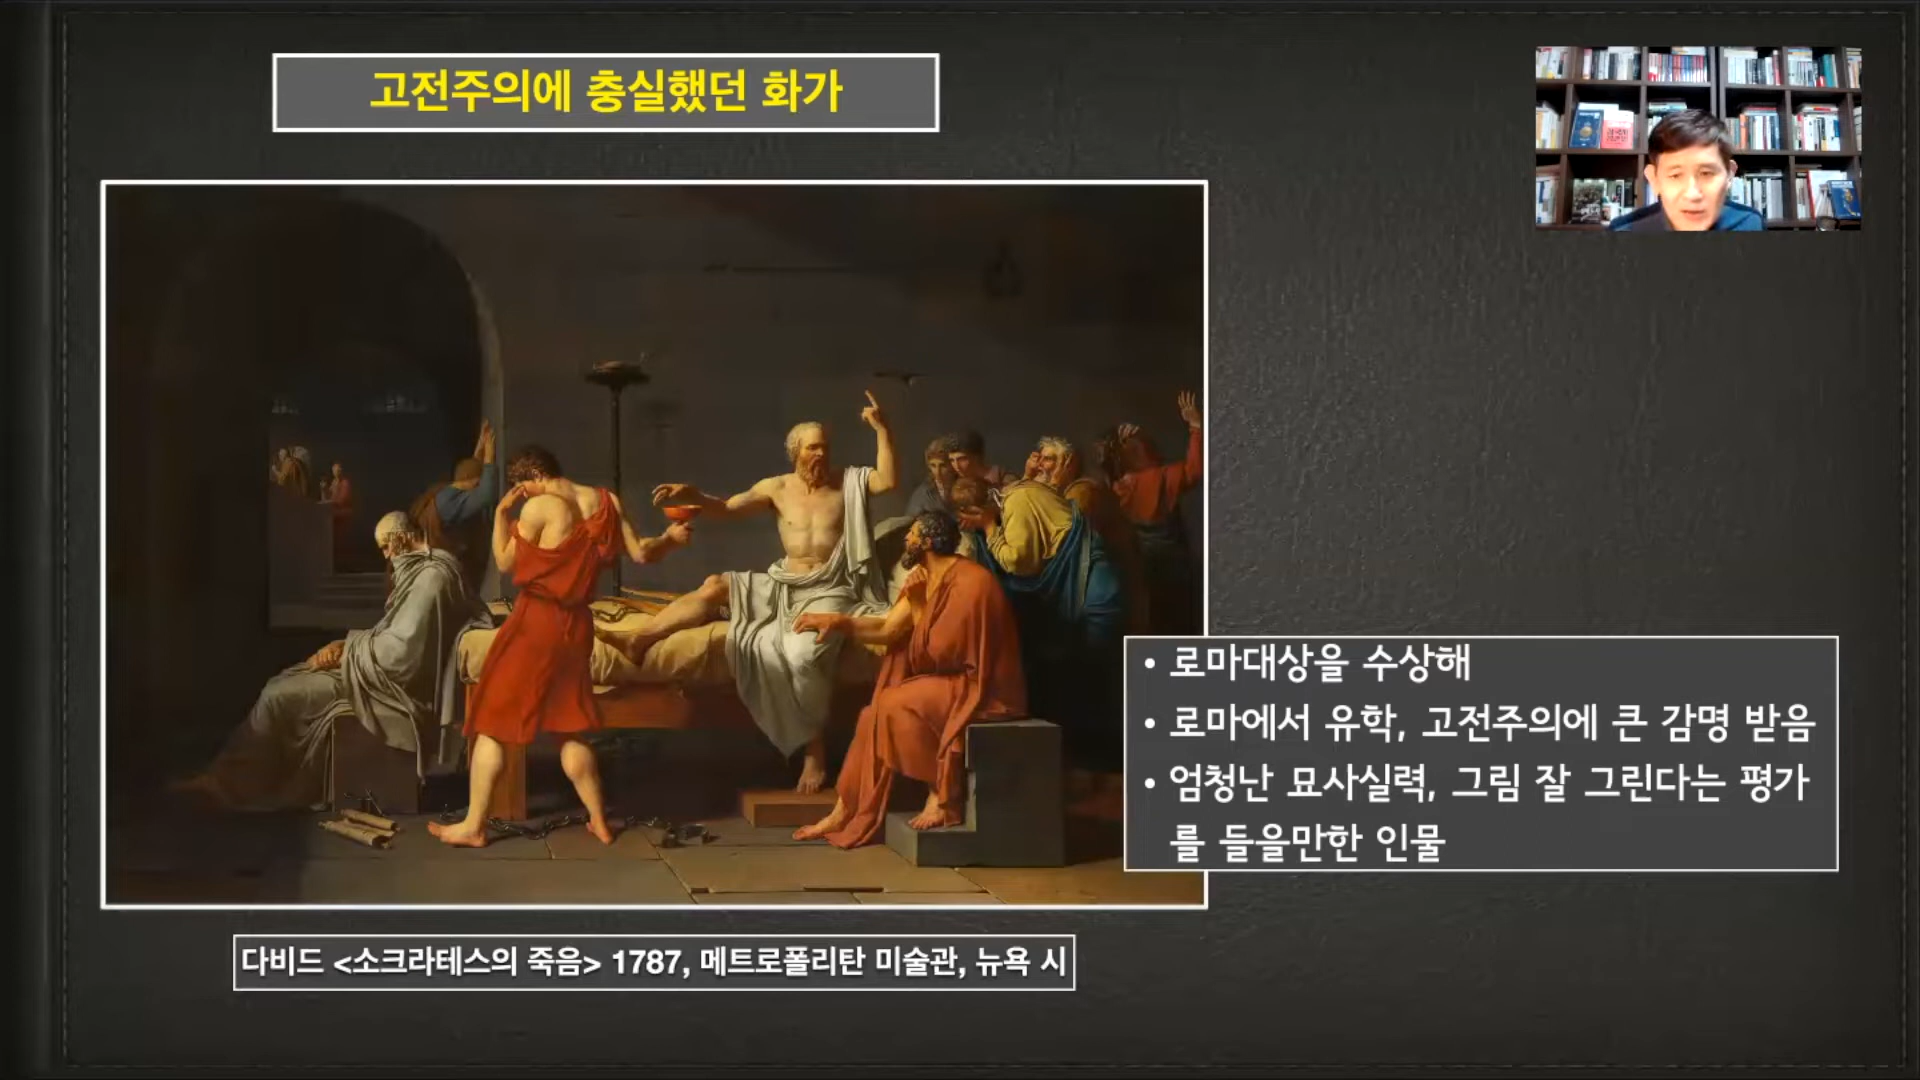 고전주의에 충실했던 화가
• 로마대상을 수상해
• 로마에서 유학, 고전주의에 큰 감명 받음
• 엄청난 묘사실력, 그림 잘 그린다는 평가
를 들을만한 인물
다비드 <소크라테스의 죽음> 1787, 메트로폴리탄 미술관, 뉴욕 시